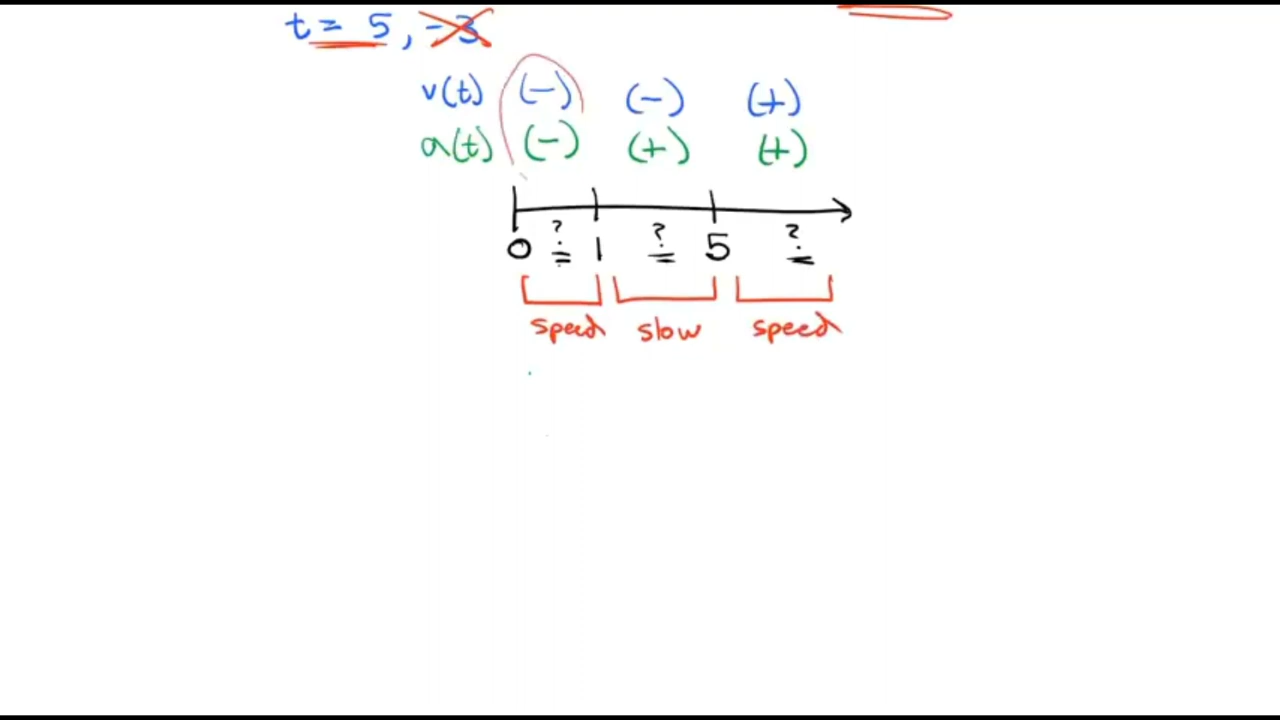 t = 5, -3
v(t) (-) (-) (+)
a(t) (-) (+) (+)
0 ? 1 ? 5 ?
speed slow speed